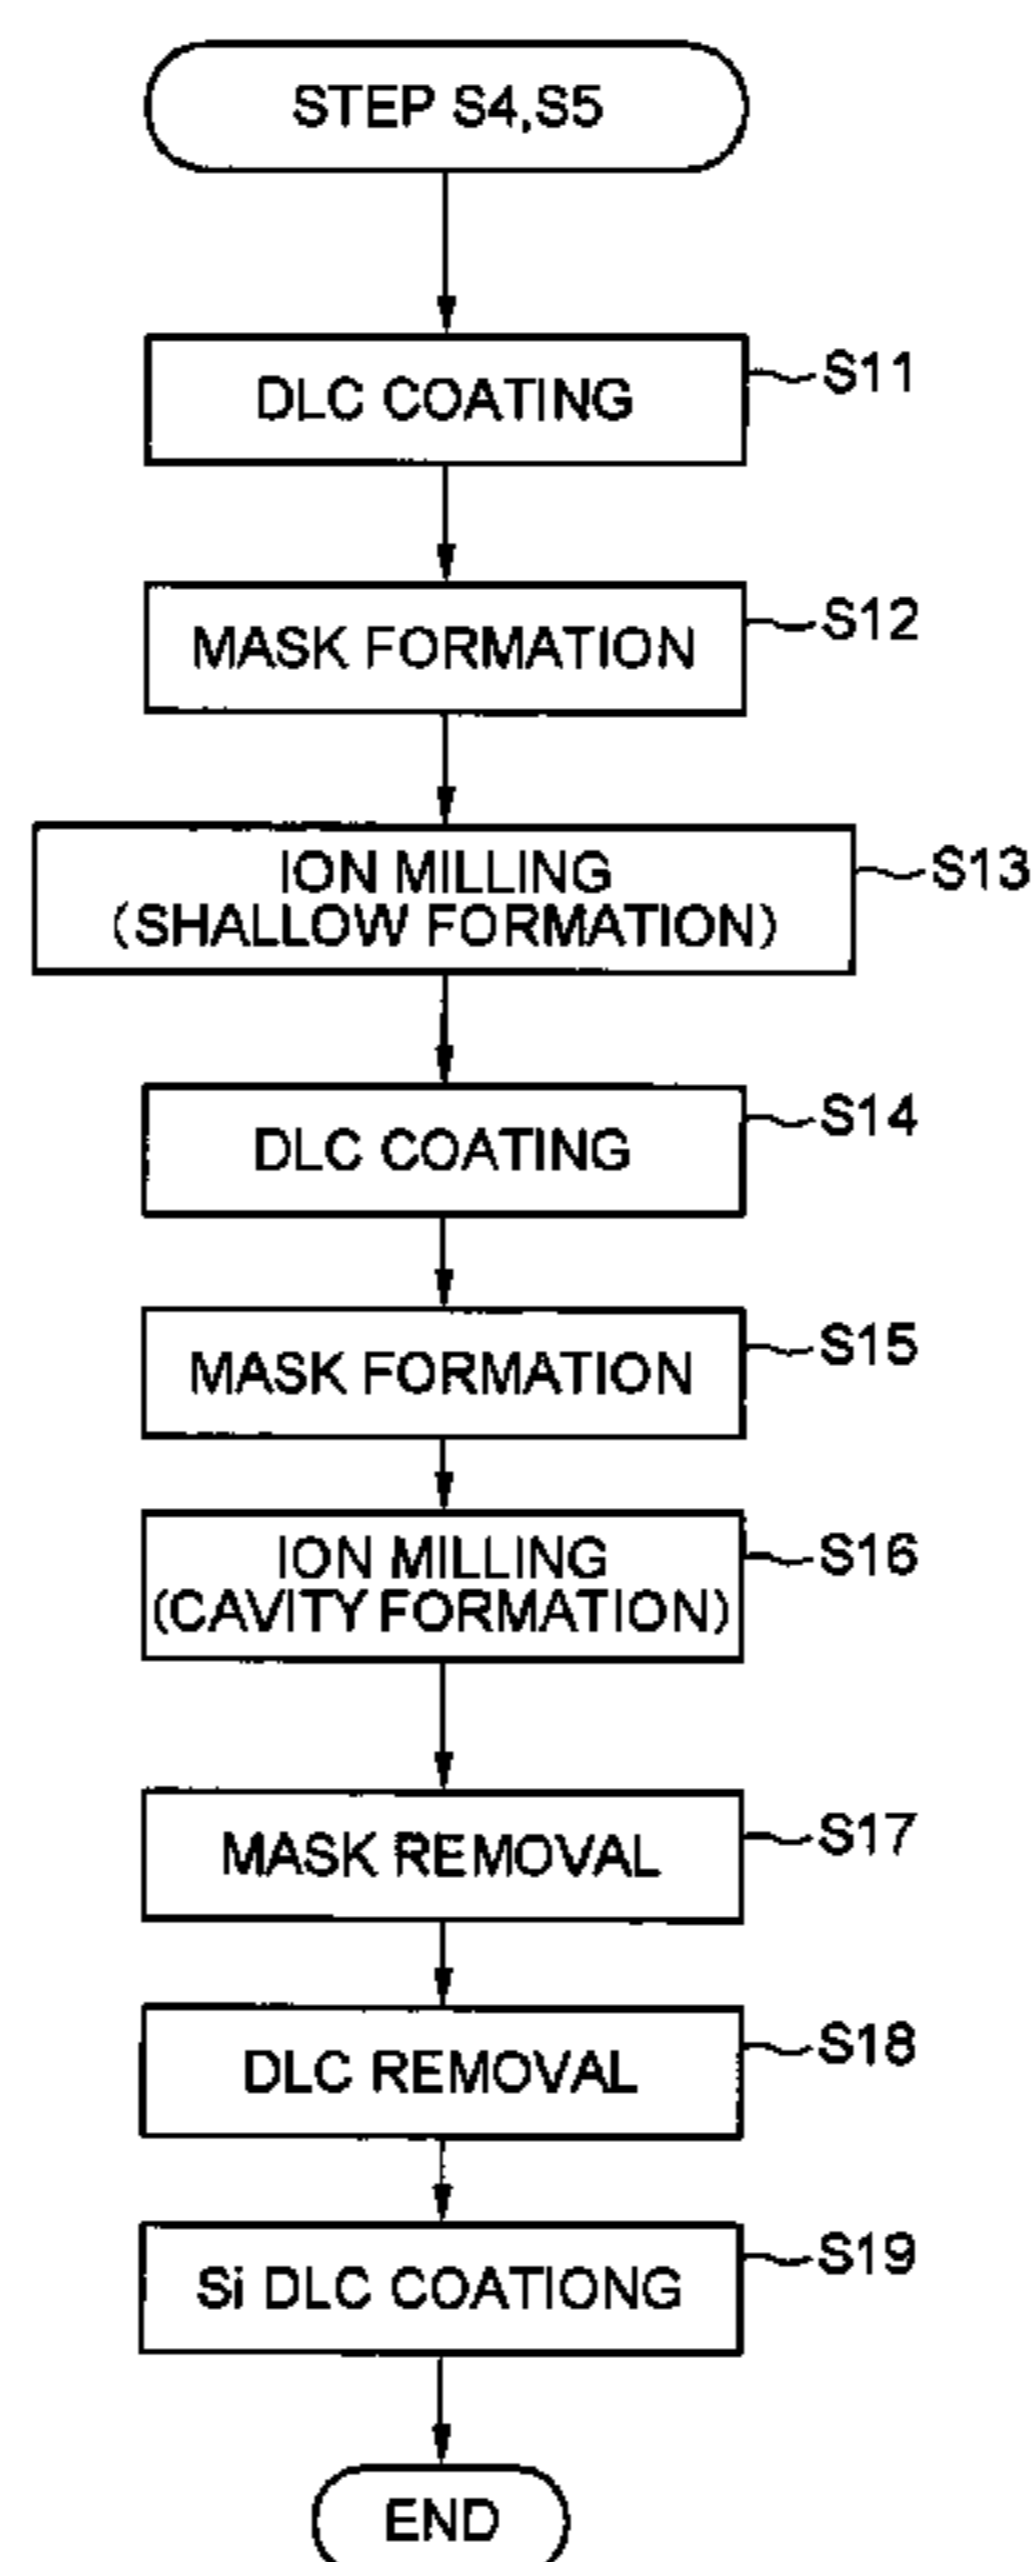 STEP S4,S5
DLC COATING
S11
MASK FORMATION
S12
ION MILLING
(SHALLOW FORMATION)
S13
DLC COATING
S14
MASK FORMATION
S15
ION MILLING
(CAVITY FORMATION)
S16
MASK REMOVAL
S17
DLC REMOVAL
S18
Si DLC COATIONG
S19
END